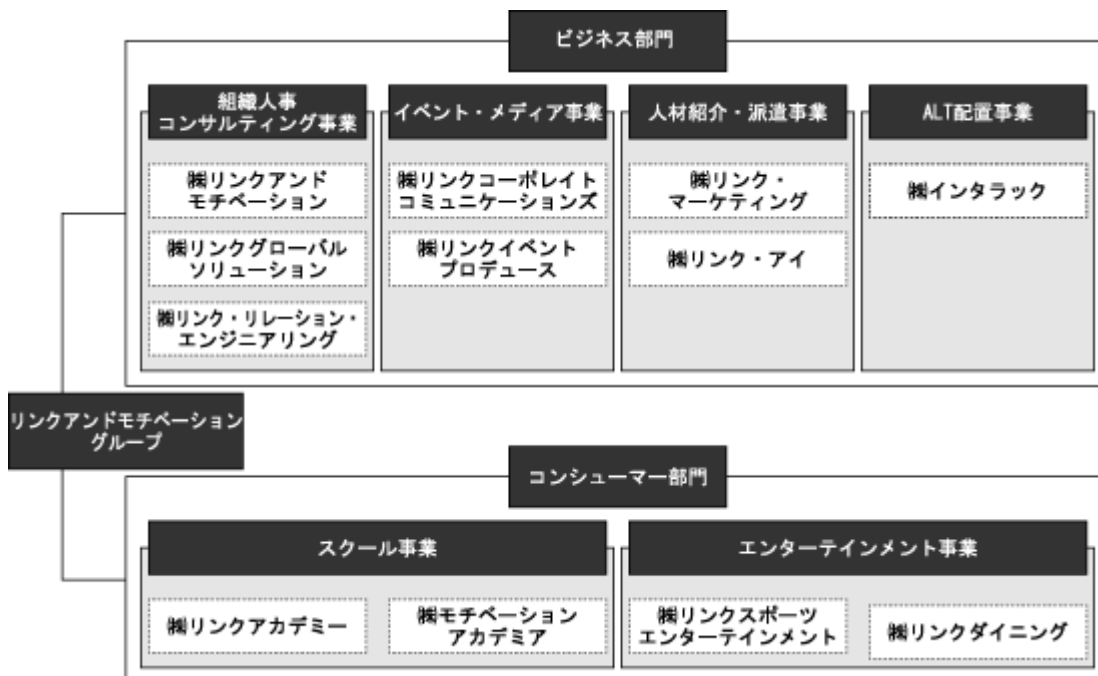 ビジネス部門
組織人事
コンサルティング事業
㈱リンクアンド
モチベーション
㈱リンクグローバル
ソリューション
㈱リンク・リレーション・
エンジニアリング
イベント・メディア事業
㈱リンクコーポレイト
コミュニケーションズ
㈱リンクイベント
プロデュース
人材紹介・派遣事業
㈱リンク・
マーケティング
㈱リンク・アイ
ALT配置事業
㈱インタラック
リンクアンドモチベーション
グループ
コンシューマー部門
スクール事業
㈱リンクアカデミー
㈱モチベーション
アカデミア
エンターテインメント事業
㈱リンクスポーツ
エンターテインメント
㈱リンクダイニング